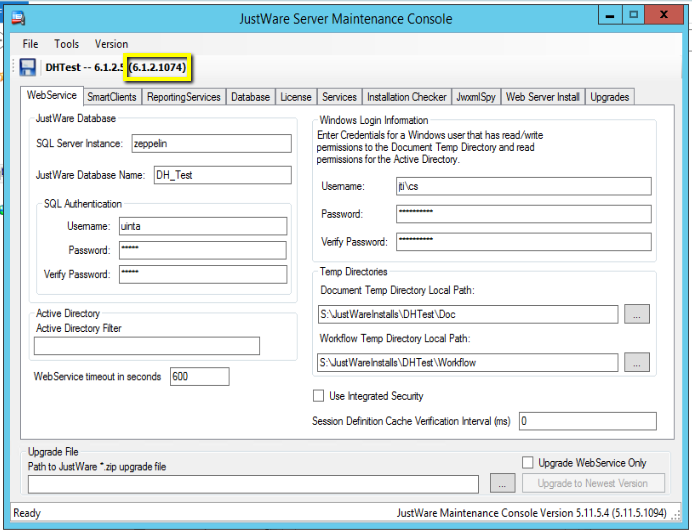 JustWare Server Maintenance Console
File Tools Version
DHTest -- 6.1.2.5 (6.1.2.1074)
WebService SmartClients ReportingServices Database License Services Installation Checker JwxmlSpy Web Server Install Upgrades
JustWare Database
SQL Server Instance: zeppelin
JustWare Database Name: DH_Test
SQL Authentication
Username: uinta
Password: *****
Verify Password: *****
Active Directory
Active Directory Filter
WebService timeout in seconds 600
Windows Login Information
Enter Credentials for a Windows user that has read/write
permissions to the Document Temp Directory and read
permissions for the Active Directory.
Username: jti\cs
Password: **********
Verify Password: **********
Temp Directories
Document Temp Directory Local Path:
S:\JustWareInstalls\DHTest\Doc ...
Workflow Temp Directory Local Path:
S:\JustWareInstalls\DHTest\Workflow ...
Use Integrated Security
Session Definition Cache Verification Interval (ms) 0
Upgrade File
Path to JustWare *.zip upgrade file
Upgrade WebService Only
... Upgrade to Newest Version
Ready JustWare Maintenance Console Version 5.11.5.4 (5.11.5.1094)